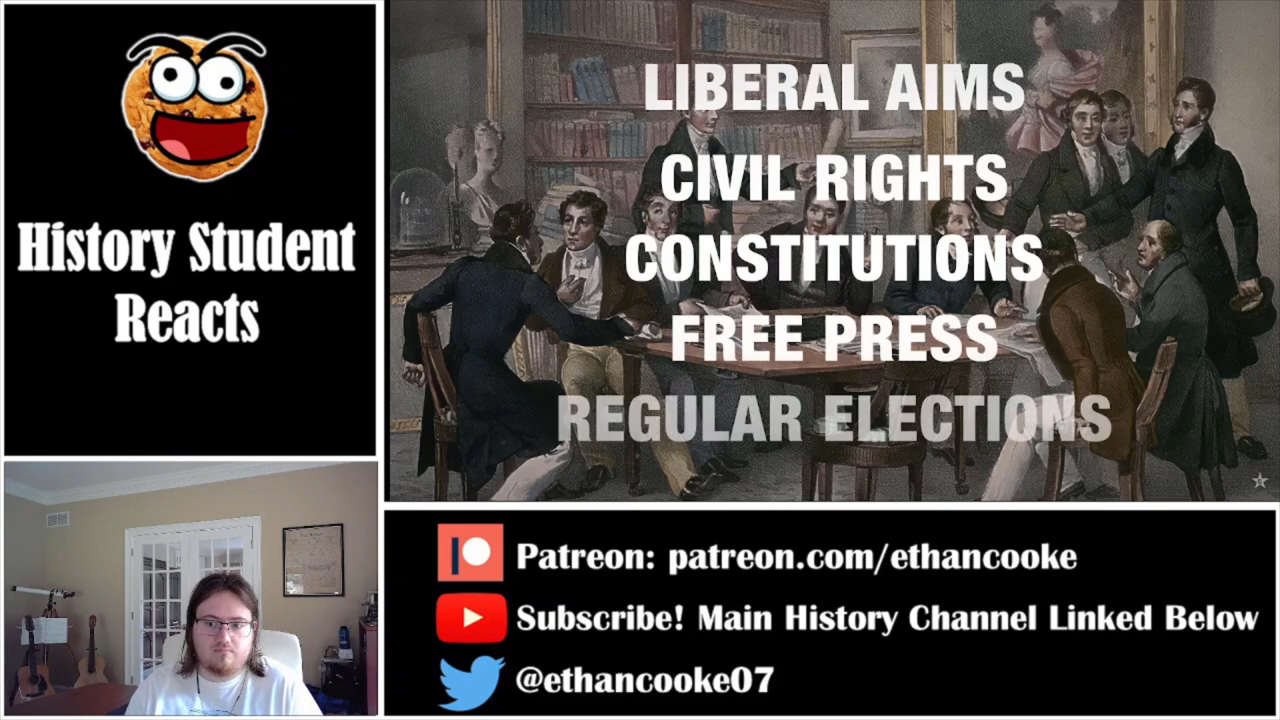 History Student
Reacts
LIBERAL AIMS
CIVIL RIGHTS
CONSTITUTIONS
FREE PRESS
REGULAR ELECTIONS
Patreon: patreon.com/ethancooke
Subscribe! Main History Channel Linked Below
@ethancooke07